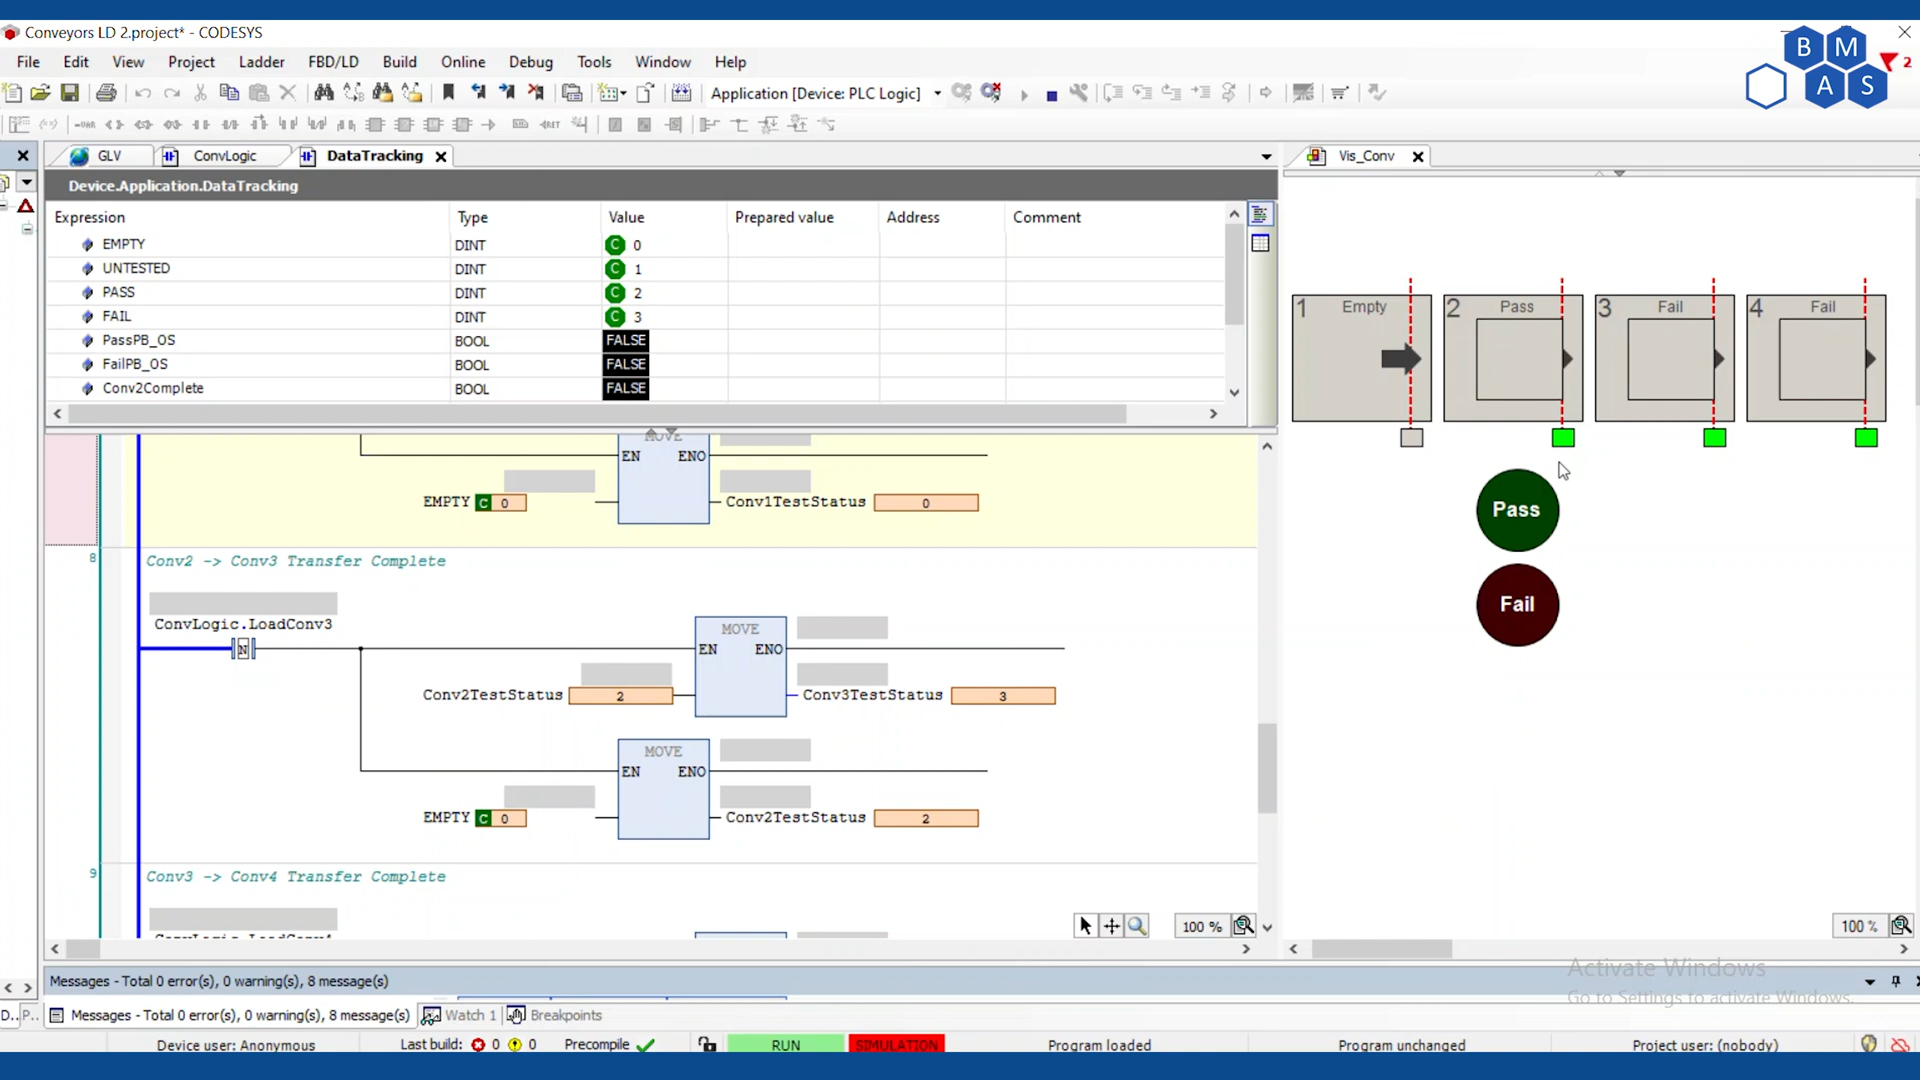 Conveyors LD 2.project* - CODESYS
File Edit View Project Ladder FBD/LD Build Online Debug Tools Window Help
B M A S
2
Application [Device: PLC Logic]
GLV ConvLogic DataTracking
Vis_Conv
Device.Application.DataTracking
Expression Type Value Prepared value Address Comment
EMPTY DINT C 0
UNTESTED DINT C 1
PASS DINT C 2
FAIL DINT C 3
PassPB_OS BOOL FALSE
FailPB_OS BOOL FALSE
Conv2Complete BOOL FALSE
1 Empty
2 Pass
3 Fail
4 Fail
Pass
Fail
MOVE
EN ENO
EMPTY C 0 Conv1TestStatus 0
8 Conv2 -> Conv3 Transfer Complete
ConvLogic.LoadConv3
N
MOVE
EN ENO
Conv2TestStatus 2 Conv3TestStatus 3
MOVE
EN ENO
EMPTY C 0 Conv2TestStatus 2
9 Conv3 -> Conv4 Transfer Complete
100 %
100 %
Activate Windows
Go to Settings to activate Windows.
Messages - Total 0 error(s), 0 warning(s), 8 message(s)
D.. P.. Messages - Total 0 error(s), 0 warning(s), 8 message(s) Watch 1 Breakpoints
Device user: Anonymous Last build: 0 0 Precompile RUN SIMULATION Program loaded Program unchanged Project user: (nobody)